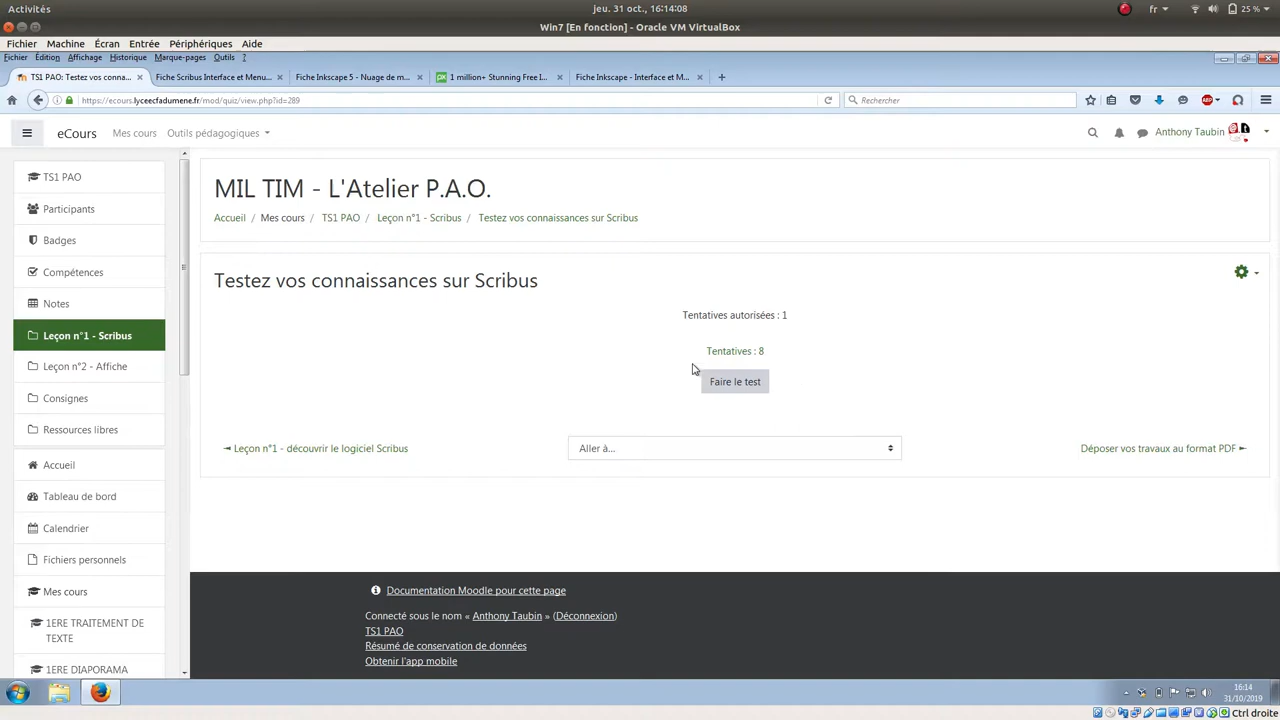 Activités
jeu. 31 oct., 16:14:08
fr
25 %
Win7 [En fonction] - Oracle VM VirtualBox
Fichier Machine Écran Entrée Périphériques Aide
Fichier Édition Affichage Historique Marque-pages Outils ?
TS1 PAO: Testez vos conna...
Fiche Scribus Interface et Menu...
Fiche Inkscape 5 - Nuage de m...
1 million+ Stunning Free I...
Fiche Inkscape - Interface et M...
https://ecours.lyceecfadumene.fr/mod/quiz/view.php?id=289
Rechercher
eCours
Mes cours
Outils pédagogiques
Anthony Taubin
TS1 PAO
Participants
Badges
Compétences
Notes
Leçon n°1 - Scribus
Leçon n°2 - Affiche
Consignes
Ressources libres
Accueil
Tableau de bord
Calendrier
Fichiers personnels
Mes cours
1ERE TRAITEMENT DE
TEXTE
1ERE DIAPORAMA
MIL TIM - L'Atelier P.A.O.
Accueil / Mes cours / TS1 PAO / Leçon n°1 - Scribus / Testez vos connaissances sur Scribus
Testez vos connaissances sur Scribus
Tentatives autorisées : 1
Tentatives : 8
Faire le test
◄ Leçon n°1 - découvrir le logiciel Scribus
Aller à...
Déposer vos travaux au format PDF ►
Documentation Moodle pour cette page
Connecté sous le nom « Anthony Taubin » (Déconnexion)
TS1 PAO
Résumé de conservation de données
Obtenir l'app mobile
16:14
31/10/2019
Ctrl droite